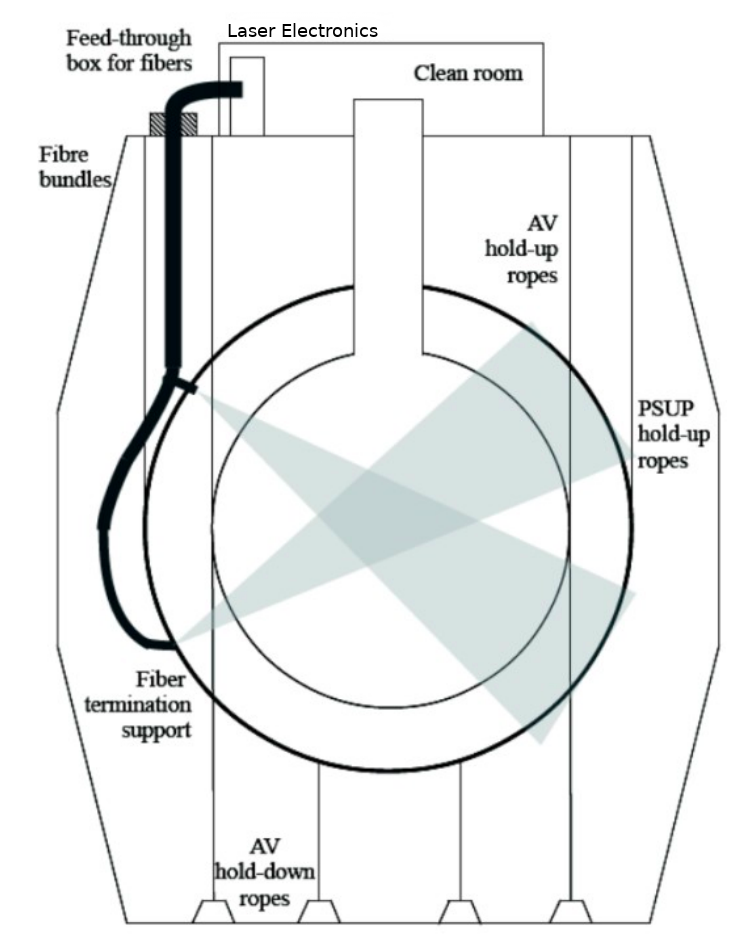 Laser Electronics
Feed-through
box for fibers
Clean room
Fibre
bundles
AV
hold-up
ropes
PSUP
hold-up
ropes
Fiber
termination
support
AV
hold-down
ropes